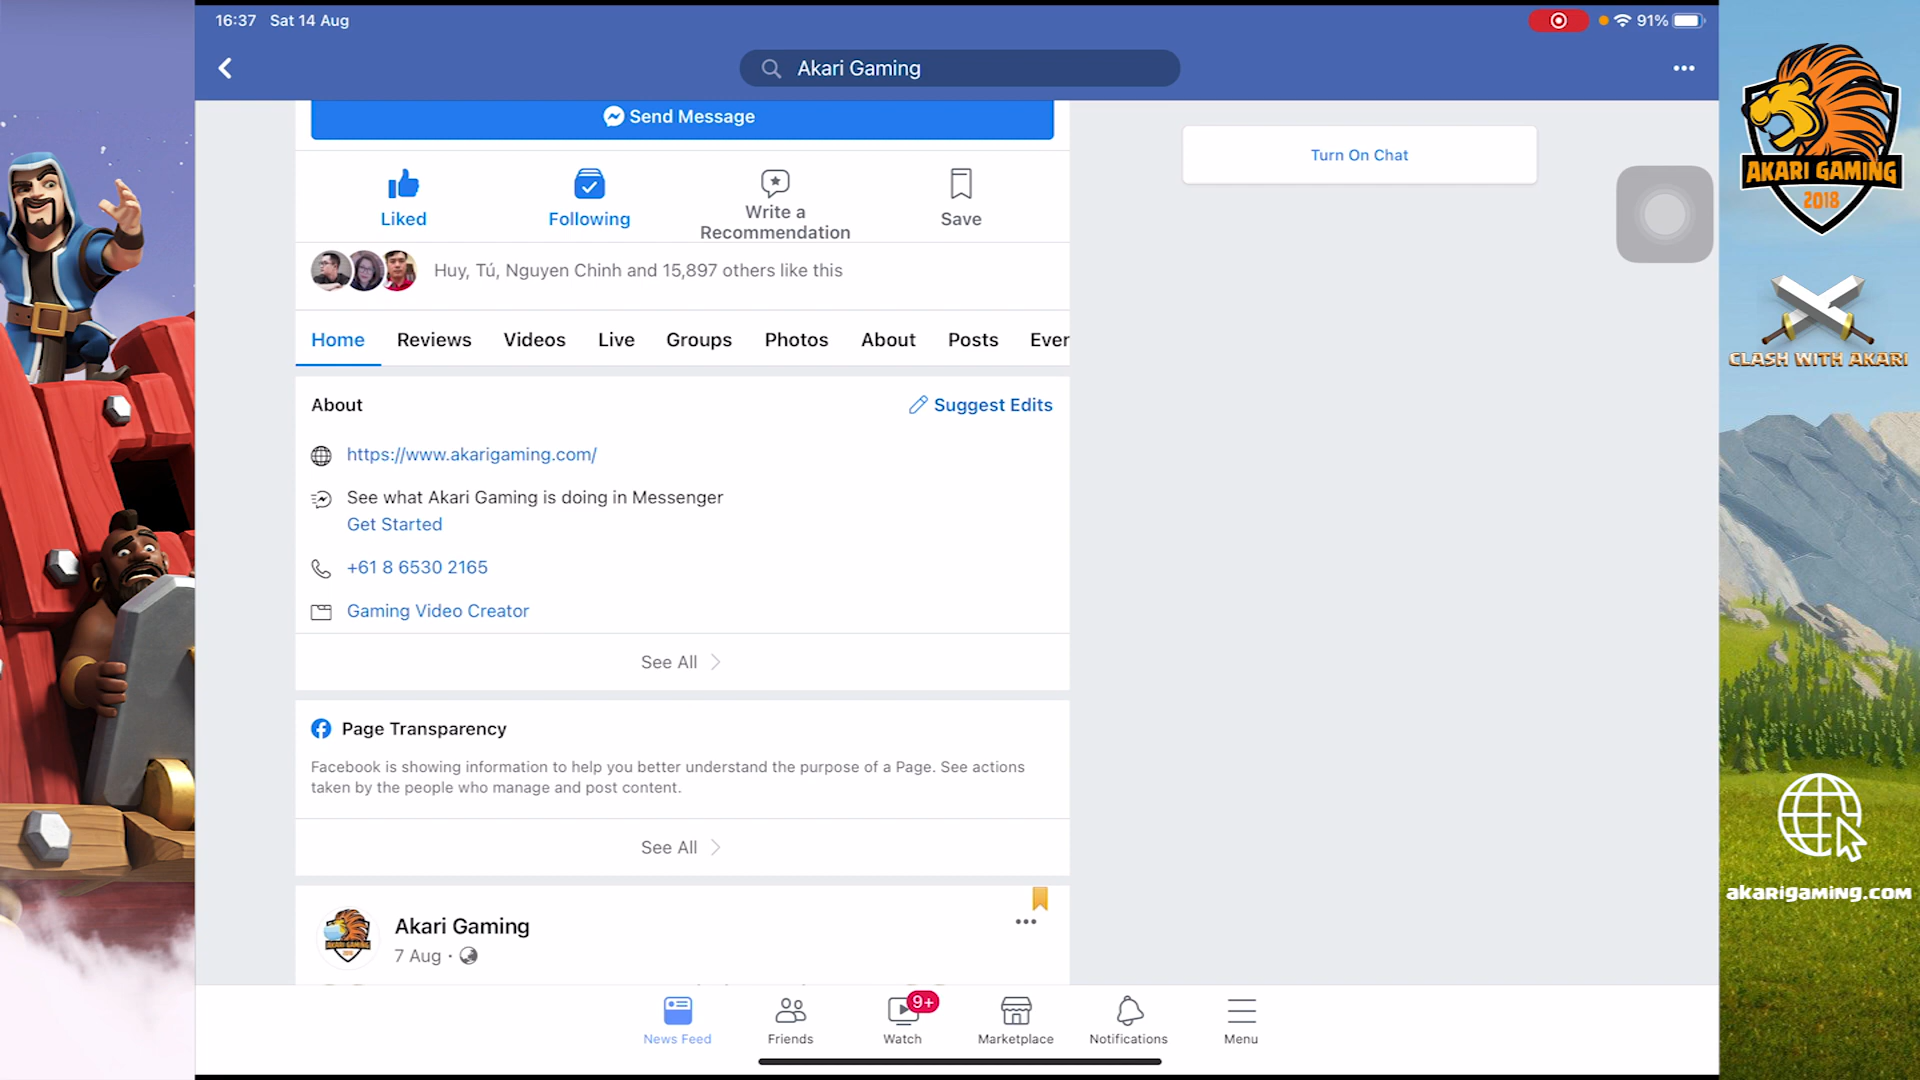 16:37 Sat 14 Aug
91%
Akari Gaming
Send Message
Turn On Chat
Liked
Following
Write a
Recommendation
Save
Huy, Tú, Nguyen Chinh and 15,897 others like this
Home Reviews Videos Live Groups Photos About Posts Ever
About
Suggest Edits
https://www.akarigaming.com/
See what Akari Gaming is doing in Messenger
Get Started
+61 8 6530 2165
Gaming Video Creator
See All
Page Transparency
Facebook is showing information to help you better understand the purpose of a Page. See actions
taken by the people who manage and post content.
See All
Akari Gaming
7 Aug ·
News Feed
Friends
9+
Watch
Marketplace
Notifications
Menu
AKARI GAMING
2018
CLASH WITH AKARI
akarigaming.com
AKARI GAMING